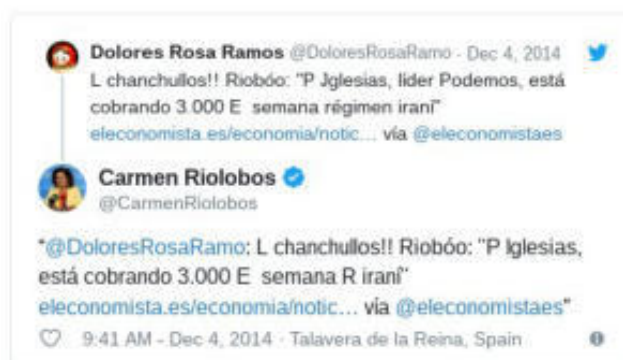 Dolores Rosa Ramos @DoloresRosaRamo - Dec 4, 2014
L chanchullos!! Riobóo: "P Jglesias, lider Podemos, está
cobrando 3.000 E semana régimen iraní"
eleconomista.es/economia/notic... vía @eleconomistaes
Carmen Riolobos
@CarmenRiolobos
"@DoloresRosaRamo: L chanchullos!! Riobóo: "P Iglesias,
está cobrando 3.000 E semana R iraní"
eleconomista.es/economia/notic... vía @eleconomistaes"
9:41 AM - Dec 4, 2014 · Talavera de la Reina, Spain